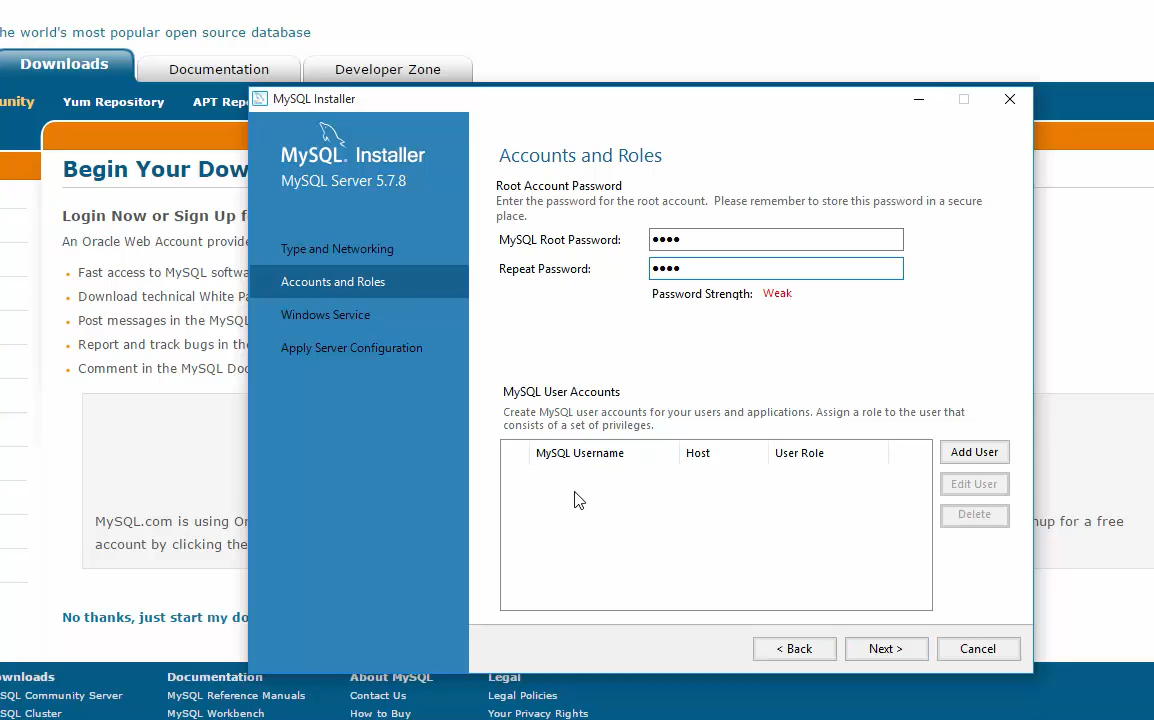 he world's most popular open source database
Downloads
Documentation
Developer Zone
unity
Yum Repository
APT Repo
Begin Your Dow
Login Now or Sign Up f
An Oracle Web Account provide
Fast access to MySQL softwa
Download technical White Pa
Post messages in the MySQL
Report and track bugs in the
Comment in the MySQL Doc
MySQL.com is using Or
nup for a free
account by clicking the
No thanks, just start my do
MySQL Installer
MySQL. Installer
MySQL Server 5.7.8
Type and Networking
Accounts and Roles
Windows Service
Apply Server Configuration
Accounts and Roles
Root Account Password
Enter the password for the root account. Please remember to store this password in a secure
place.
MySQL Root Password: ●●●●
Repeat Password: ●●●●
Password Strength: Weak
MySQL User Accounts
Create MySQL user accounts for your users and applications. Assign a role to the user that
consists of a set of privileges.
MySQL Username Host User Role
Add User
Edit User
Delete
< Back Next > Cancel
wnloads
SQL Community Server
SQL Cluster
Documentation
MySQL Reference Manuals
MySQL Workbench
About MySQL
Contact Us
How to Buy
Legal
Legal Policies
Your Privacy Rights